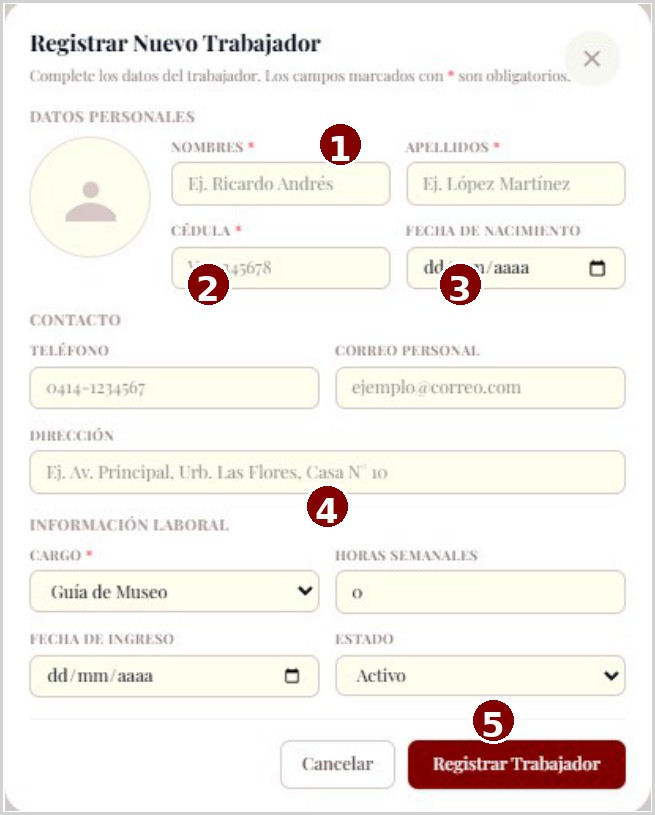 Registrar Nuevo Trabajador
Complete los datos del trabajador. Los campos marcados con * son obligatorios.
DATOS PERSONALES
1
NOMBRES * APELLIDOS *
Ej. Ricardo Andrés Ej. López Martínez
CÉDULA * FECHA DE NACIMIENTO
dd/mm/aaaa
2 3
CONTACTO
TELÉFONO CORREO PERSONAL
0414-1234567 ejemplo@correo.com
DIRECCIÓN
Ej. Av. Principal, Urb. Las Flores, Casa N° 10
4
INFORMACIÓN LABORAL
CARGO * HORAS SEMANALES
Guía de Museo 0
FECHA DE INGRESO ESTADO
dd/mm/aaaa Activo
5
Cancelar Registrar Trabajador